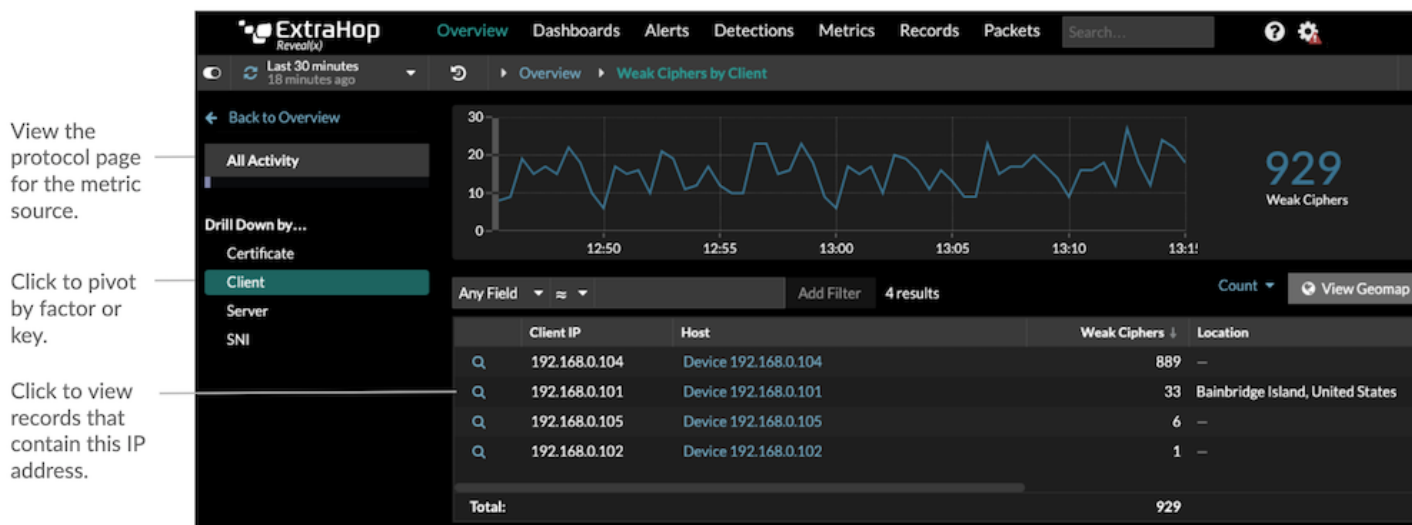 ExtraHop
Reveal(x)
Overview Dashboards Alerts Detections Metrics Records Packets Search...
Last 30 minutes
18 minutes ago
Overview Weak Ciphers by Client
View the
protocol page
for the metric
source.
Back to Overview
All Activity
Drill Down by...
Certificate
Client
Server
SNI
Click to pivot
by factor or
key.
Click to view
records that
contain this IP
address.
30
20
10
0
12:50 12:55 13:00 13:05 13:10
929
Weak Ciphers
Any Field ≈ Add Filter 4 results Count View Geomap
Client IP Host Weak Ciphers ↓ Location
192.168.0.104 Device 192.168.0.104 889 —
192.168.0.101 Device 192.168.0.101 33 Bainbridge Island, United States
192.168.0.105 Device 192.168.0.105 6 —
192.168.0.102 Device 192.168.0.102 1 —
Total: 929